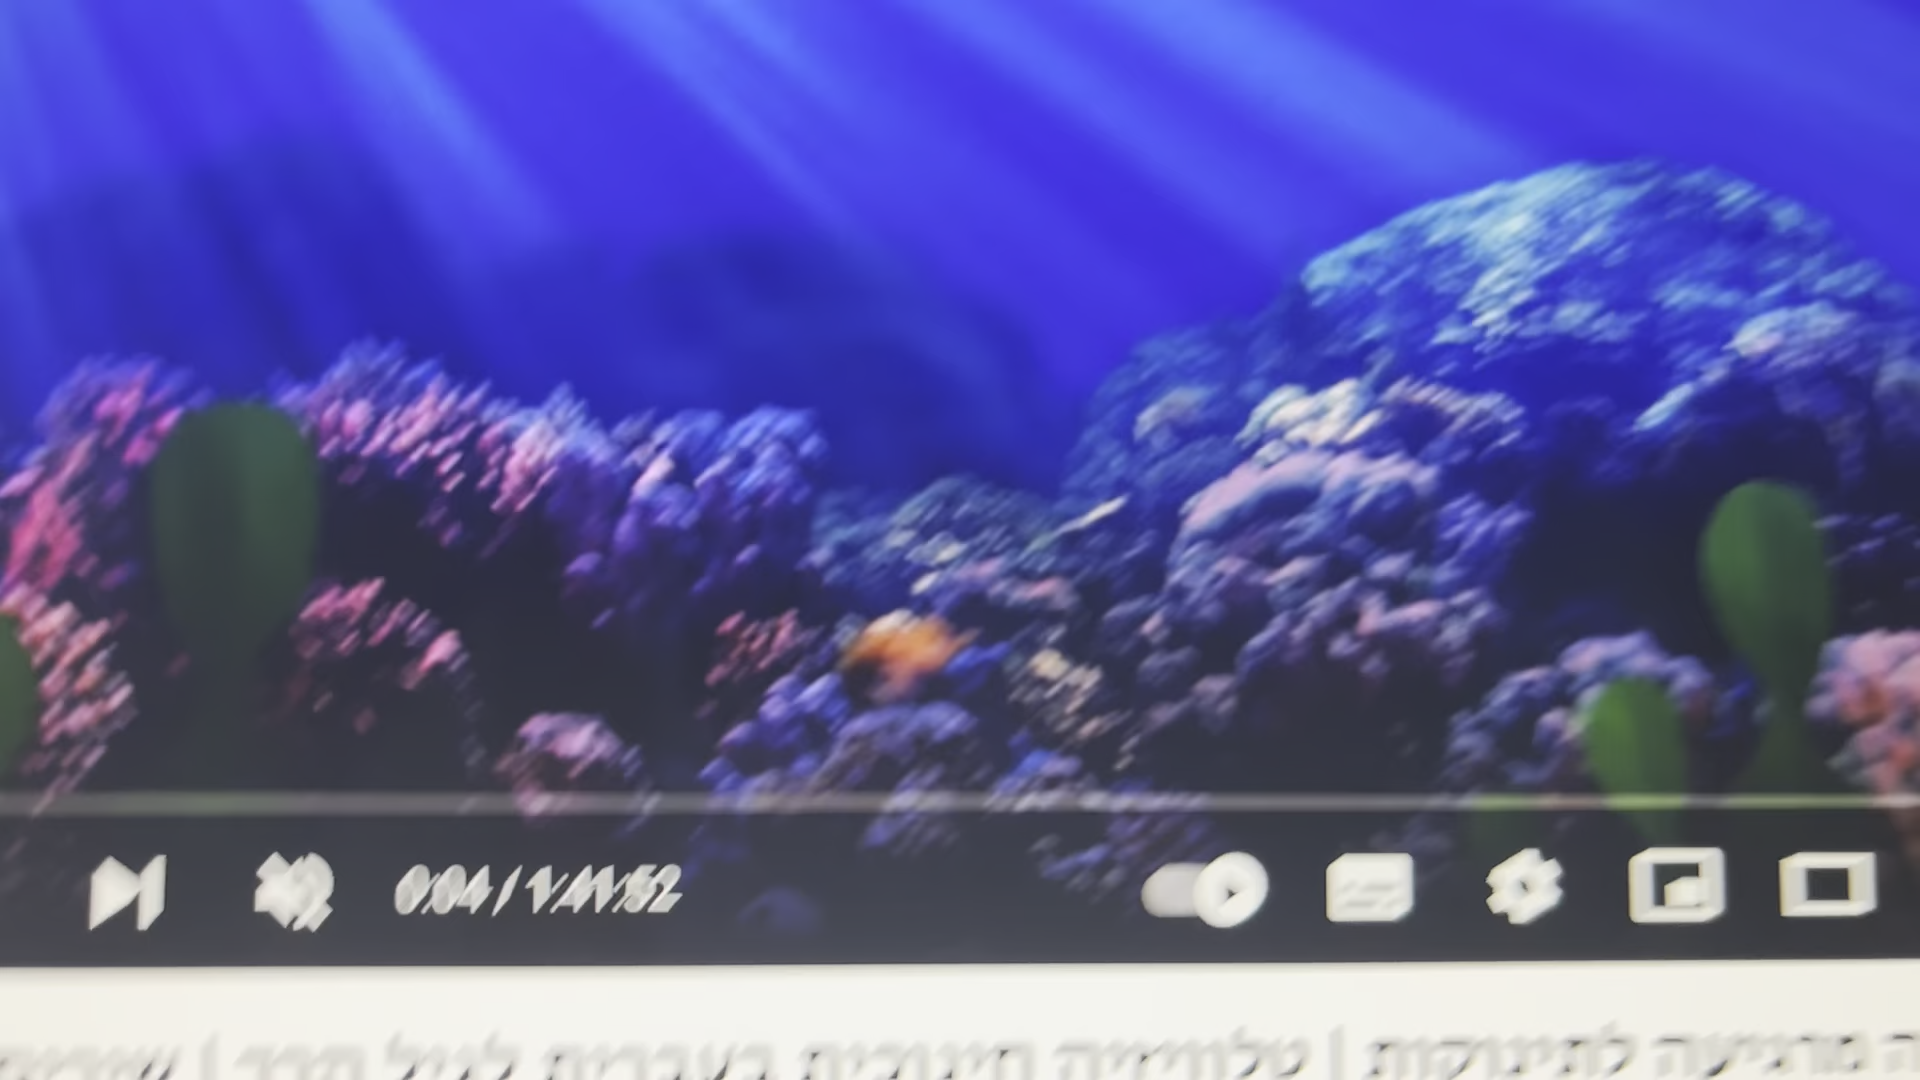 0:04 / 1:41:52
מרגיעה לתינוקות | טלוויזיה חינוכית בעברית לגיל הרך |